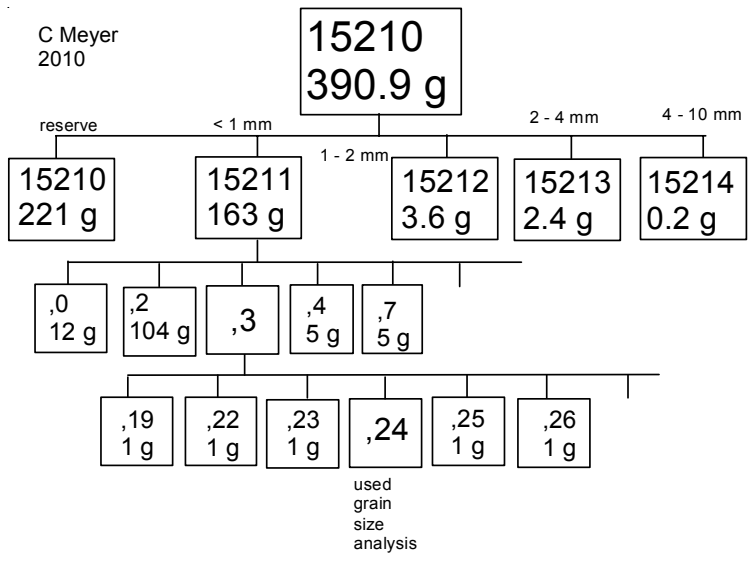 C Meyer
2010
15210
390.9 g
reserve
< 1 mm
1 - 2 mm
2 - 4 mm
4 - 10 mm
15210
221 g
15211
163 g
15212
3.6 g
15213
2.4 g
15214
0.2 g
,0
12 g
,2
104 g
,3
,4
5 g
,7
5 g
,19
1 g
,22
1 g
,23
1 g
,24
,25
1 g
,26
1 g
used
grain
size
analysis